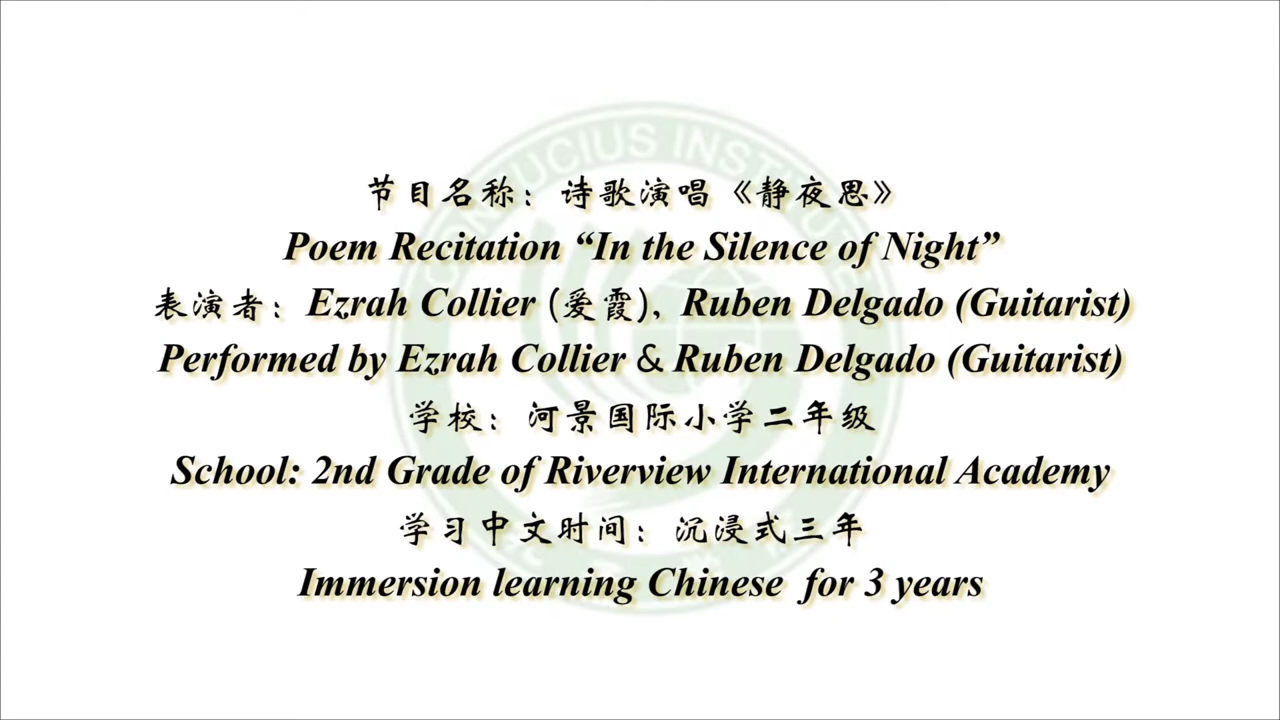 节目名称：诗歌演唱《静夜思》
Poem Recitation “In the Silence of Night”
表演者：Ezrah Collier (爱霞), Ruben Delgado (Guitarist)
Performed by Ezrah Collier & Ruben Delgado (Guitarist)
学校：河景国际小学二年级
School: 2nd Grade of Riverview International Academy
学习中文时间：沉浸式三年
Immersion learning Chinese for 3 years
CONFUCIUS INSTITUTE